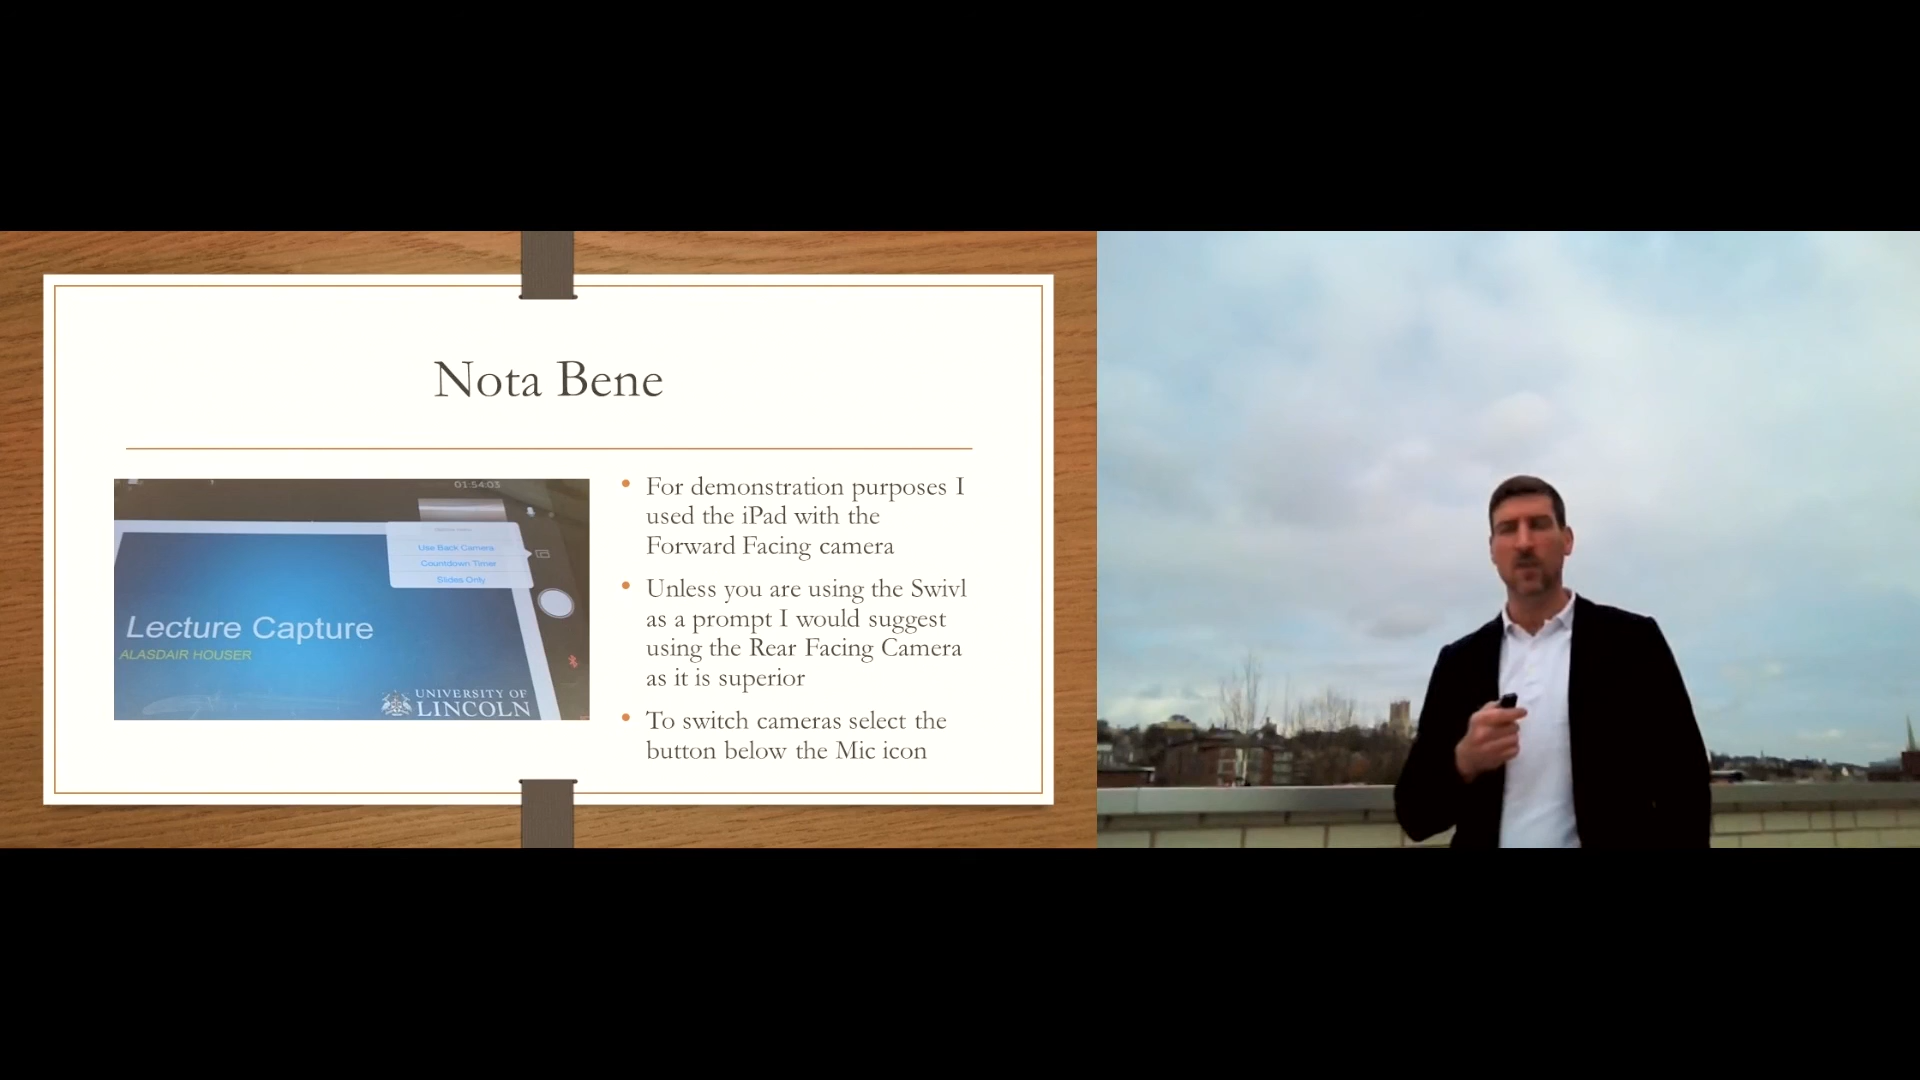 Nota Bene
01:54:03
Use Back Camera
Countdown Timer
Slides Only
Lecture Capture
ALASDAIR HOUSER
UNIVERSITY OF
LINCOLN
• For demonstration purposes I
used the iPad with the
Forward Facing camera
• Unless you are using the Swivl
as a prompt I would suggest
using the Rear Facing Camera
as it is superior
• To switch cameras select the
button below the Mic icon